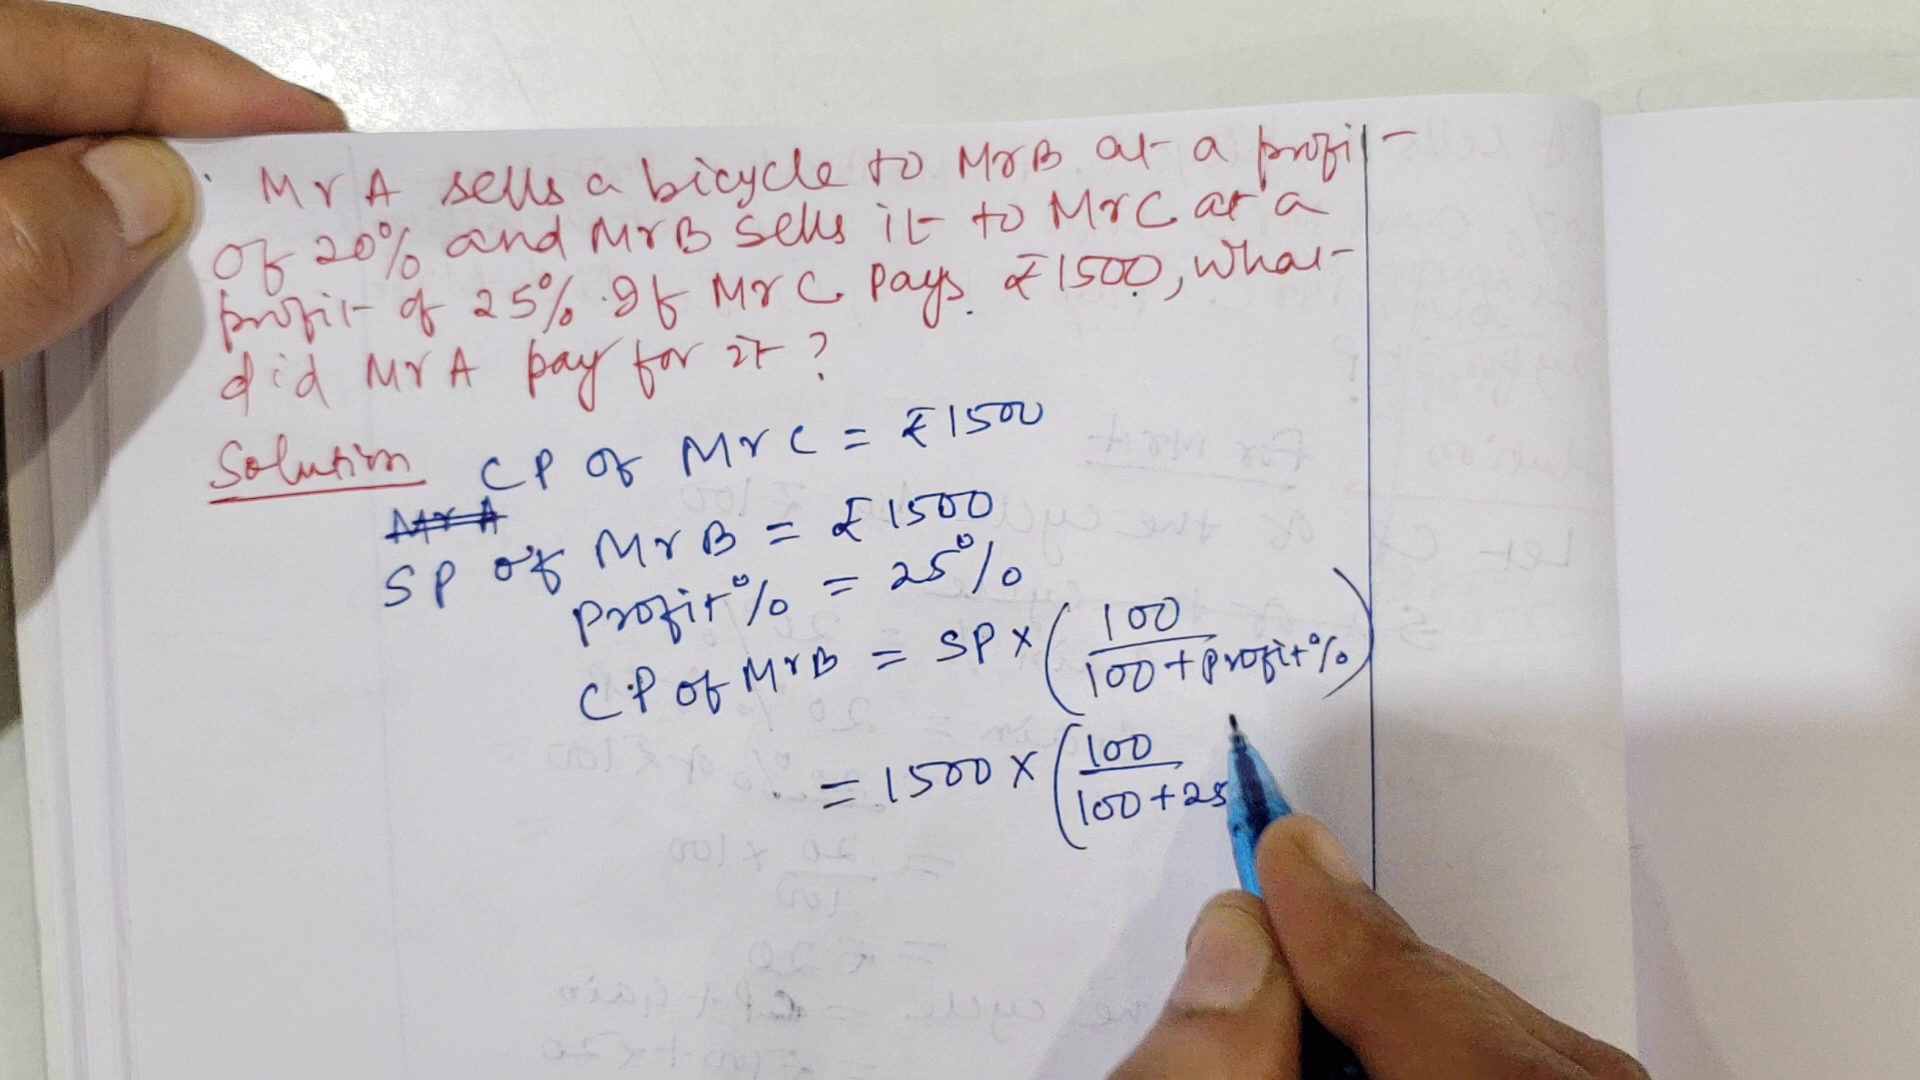 Mr A sells a bicycle to Mr B at a profit
of 20% and Mr B sells it to Mr C at a
profit of 25%. If Mr C pays ₹1500, what
did Mr A pay for it?
Solution CP of Mr C = ₹1500
Mr A
SP of Mr B = ₹1500
Profit% = 25%
C.P of Mr B = SP × (100/100+Profit%)
= 1500 × (100/100+25